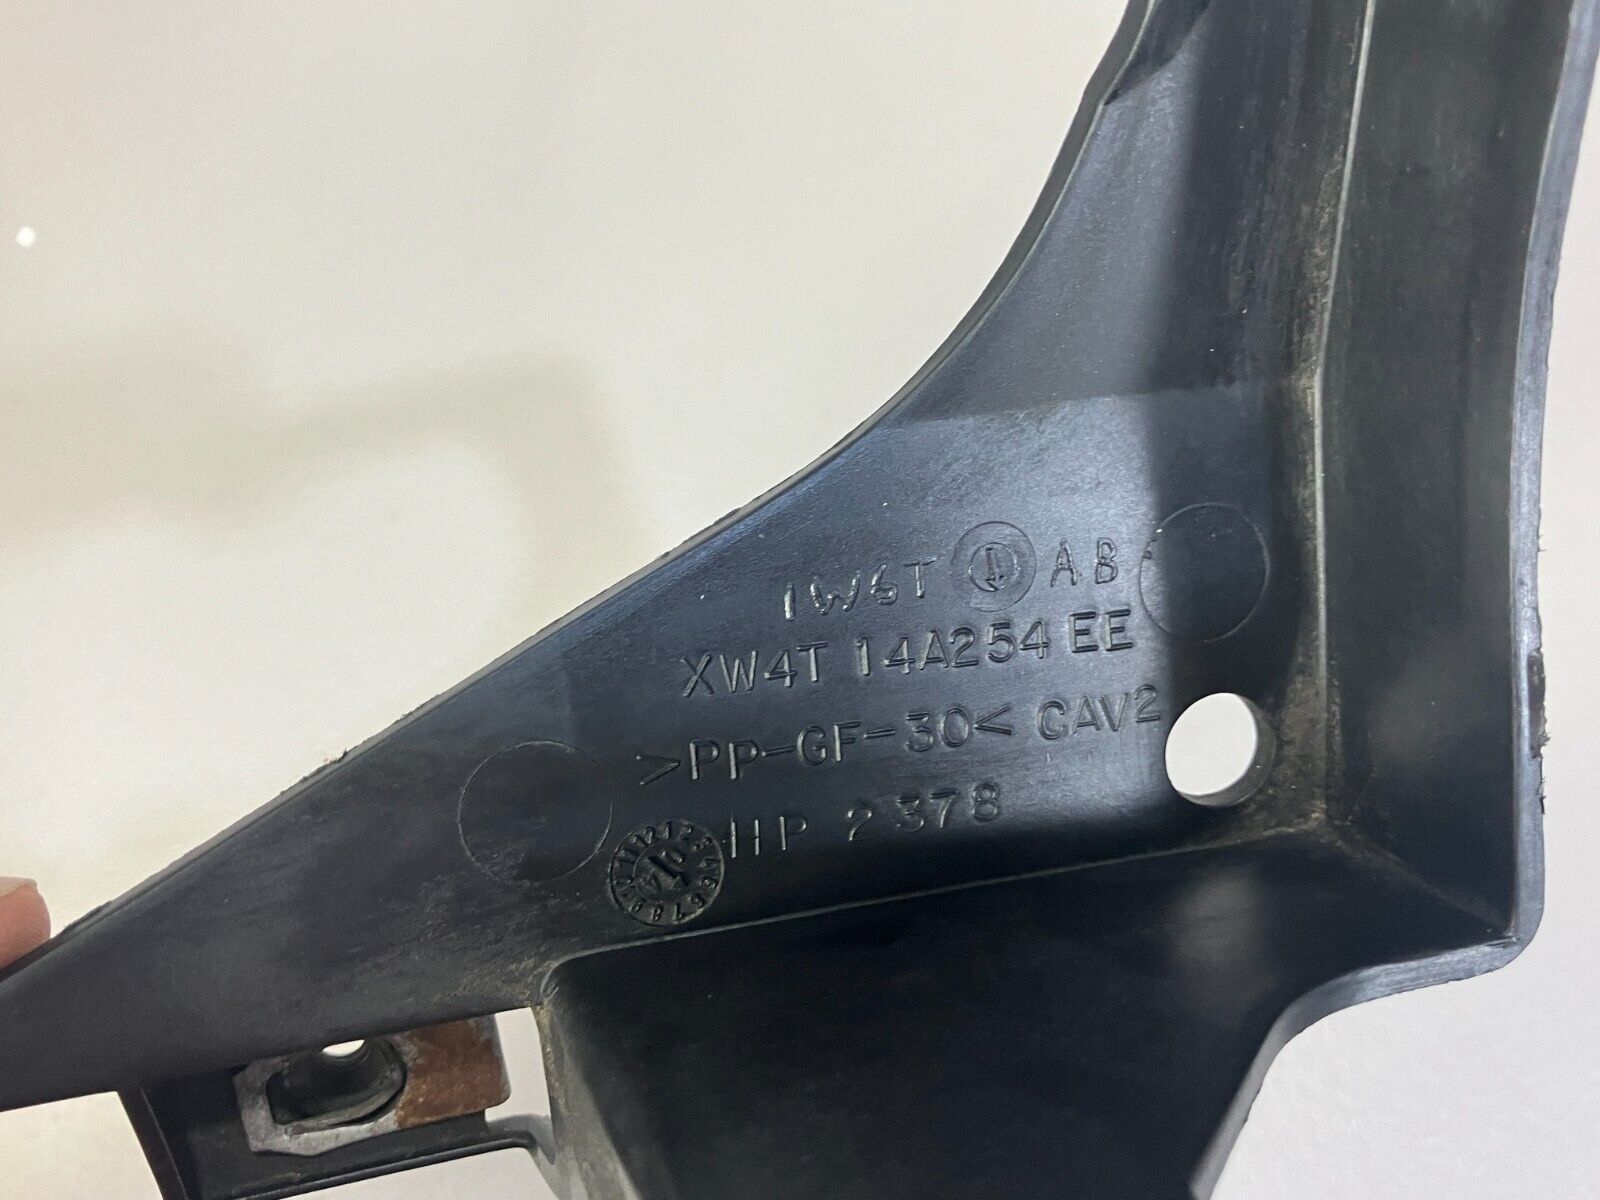 1W6T AB
XW4T 14A254 EE
>PP-GF-30< CAV2
HP 2378